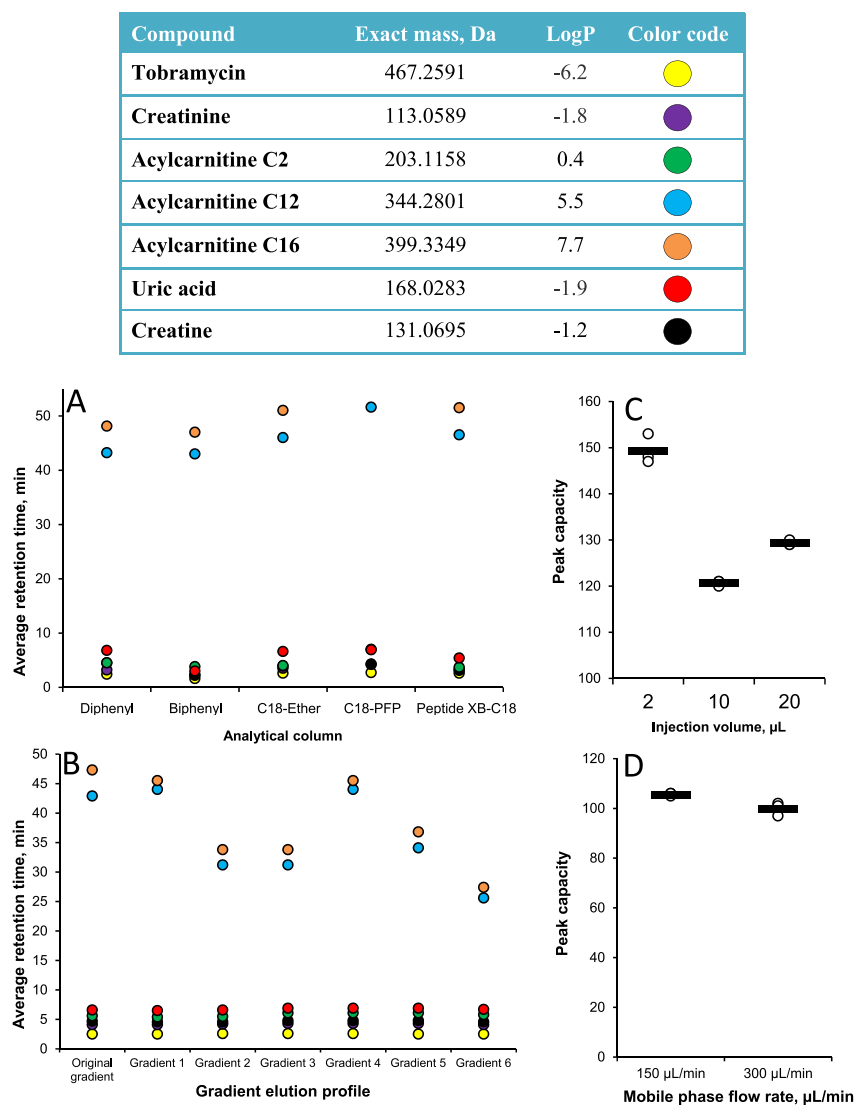 Compound Exact mass, Da LogP Color code
Tobramycin 467.2591 -6.2
Creatinine 113.0589 -1.8
Acylcarnitine C2 203.1158 0.4
Acylcarnitine C12 344.2801 5.5
Acylcarnitine C16 399.3349 7.7
Uric acid 168.0283 -1.9
Creatine 131.0695 -1.2
A
Average retention time, min
50
40
30
20
10
0
Diphenyl Biphenyl C18-Ether C18-PFP Peptide XB-C18
Analytical column
C
Peak capacity
160
150
140
130
120
110
100
2 10 20
Injection volume, µL
B
Average retention time, min
50
45
40
35
30
25
20
15
10
5
0
Original gradient Gradient 1 Gradient 2 Gradient 3 Gradient 4 Gradient 5 Gradient 6
Gradient elution profile
D
Peak capacity
120
100
80
60
40
20
0
150 µL/min 300 µL/min
Mobile phase flow rate, µL/min